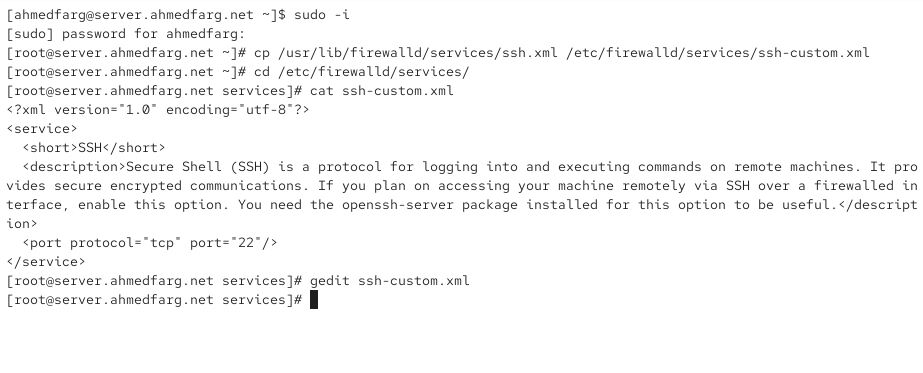 [ahmedfarg@server.ahmedfarg.net ~]$ sudo -i
[sudo] password for ahmedfarg:
[root@server.ahmedfarg.net ~]# cp /usr/lib/firewalld/services/ssh.xml /etc/firewalld/services/ssh-custom.xml
[root@server.ahmedfarg.net ~]# cd /etc/firewalld/services/
[root@server.ahmedfarg.net services]# cat ssh-custom.xml
<?xml version="1.0" encoding="utf-8"?>
<service>
  <short>SSH</short>
  <description>Secure Shell (SSH) is a protocol for logging into and executing commands on remote machines. It pro
vides secure encrypted communications. If you plan on accessing your machine remotely via SSH over a firewalled in
terface, enable this option. You need the openssh-server package installed for this option to be useful.</descript
ion>
  <port protocol="tcp" port="22"/>
</service>
[root@server.ahmedfarg.net services]# gedit ssh-custom.xml
[root@server.ahmedfarg.net services]#